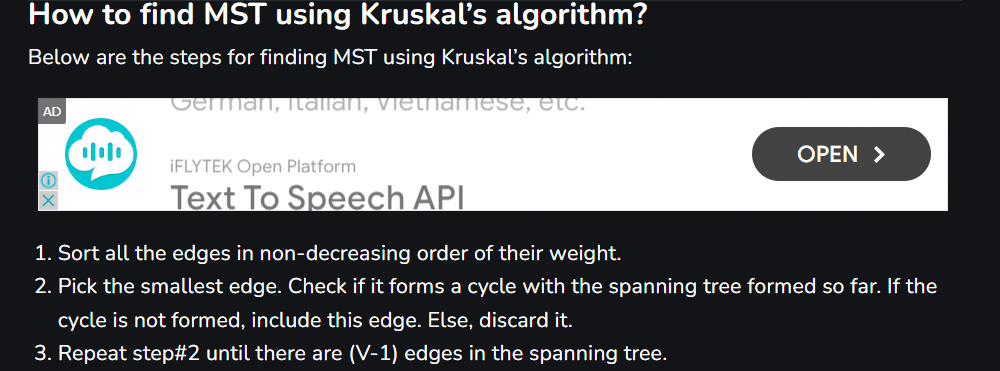 How to find MST using Kruskal’s algorithm?
Below are the steps for finding MST using Kruskal’s algorithm:
AD
German, Italian, Vietnamese, etc.
iFLYTEK Open Platform
Text To Speech API
OPEN
1. Sort all the edges in non-decreasing order of their weight.
2. Pick the smallest edge. Check if it forms a cycle with the spanning tree formed so far. If the
cycle is not formed, include this edge. Else, discard it.
3. Repeat step#2 until there are (V-1) edges in the spanning tree.